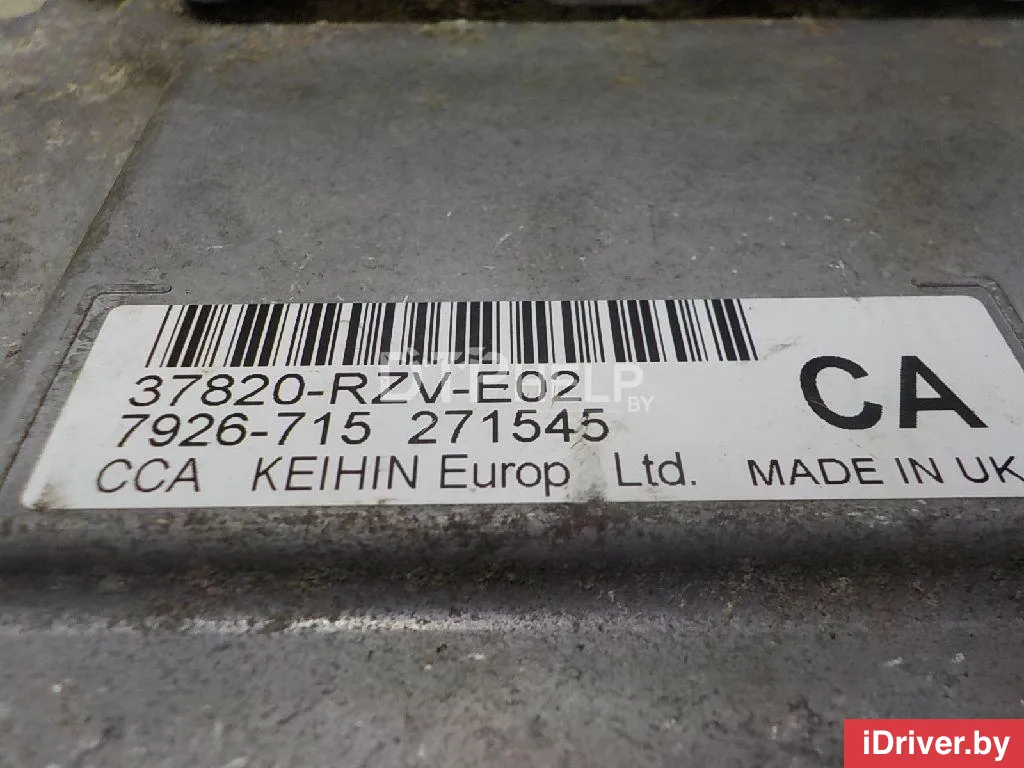 37820-RZV-E02
CA
7926-715 271545
CCA KEIHIN Europ Ltd. MADE IN UK
iDriver.by